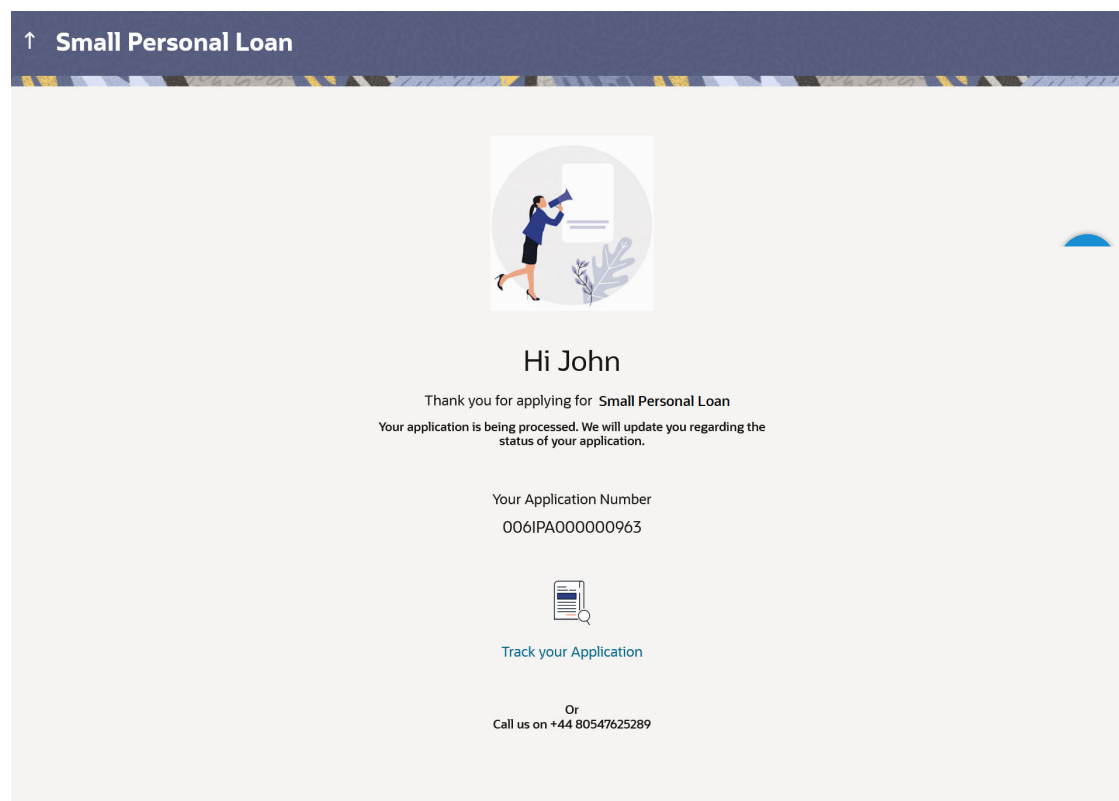 ↑ Small Personal Loan
Hi John
Thank you for applying for Small Personal Loan
Your application is being processed. We will update you regarding the
status of your application.
Your Application Number
006IPA000000963
Track your Application
Or
Call us on +44 80547625289